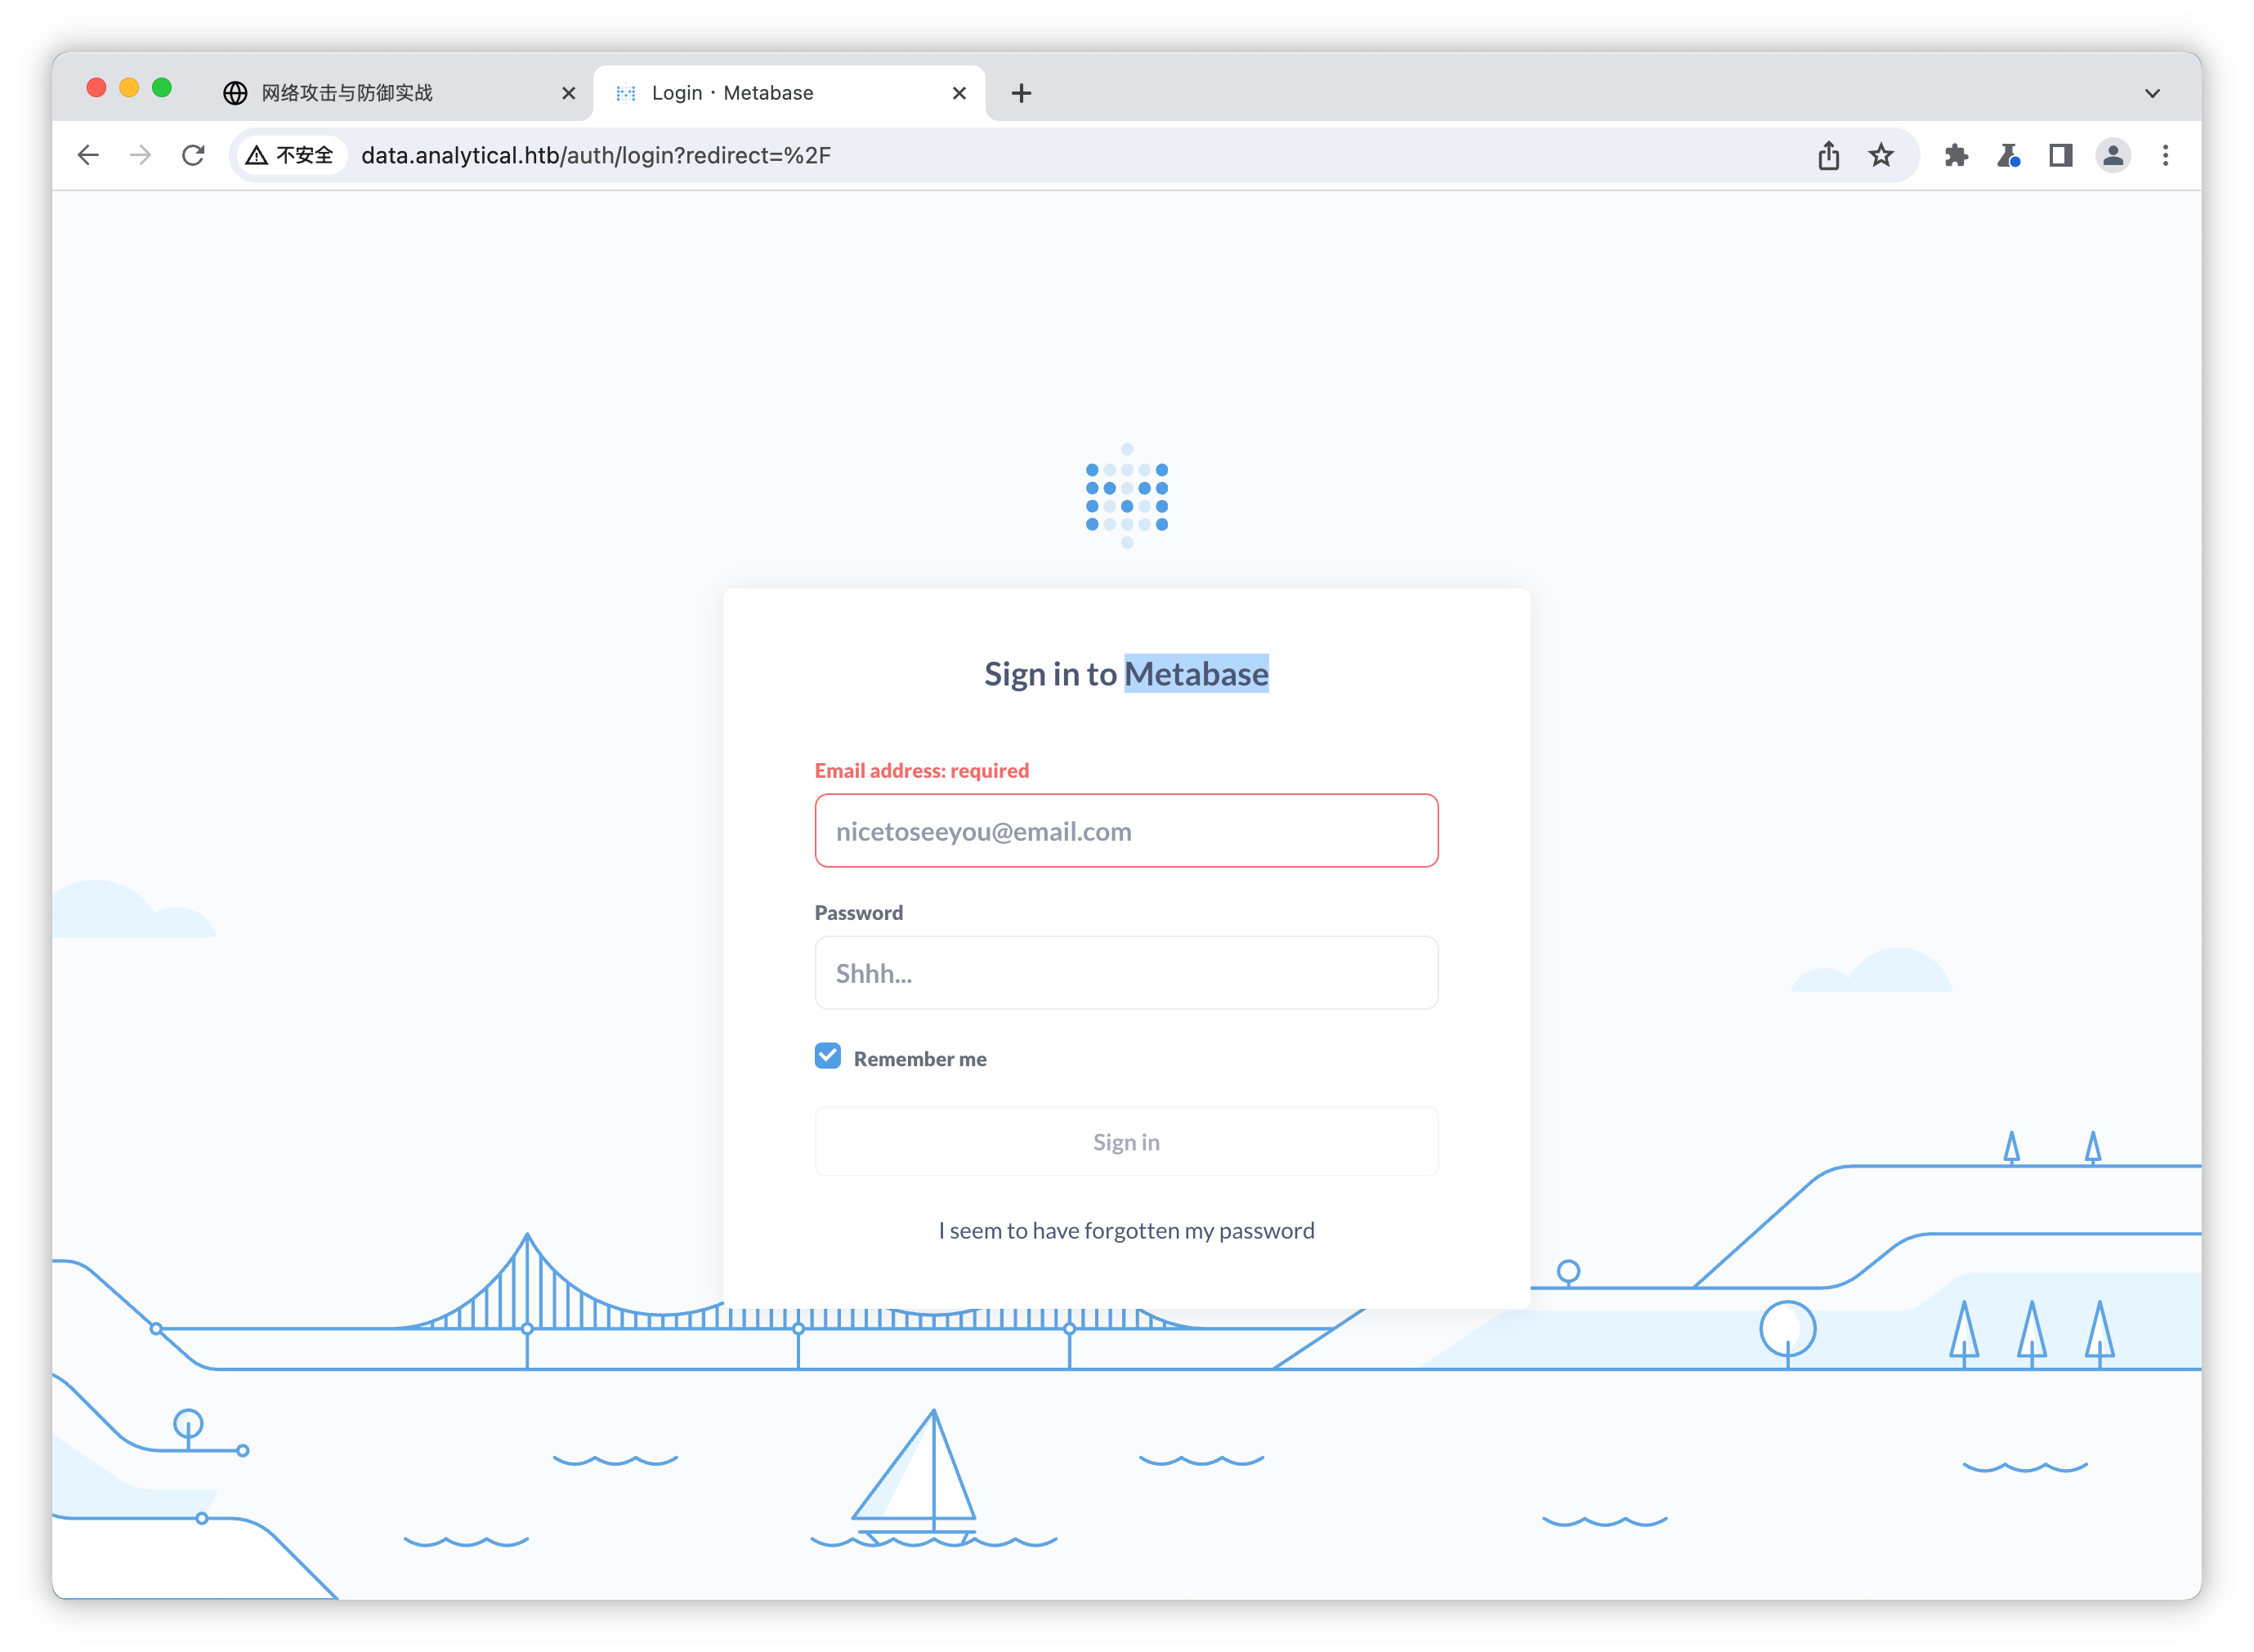 网络攻击与防御实战
Login · Metabase
不安全 data.analytical.htb/auth/login?redirect=%2F
Sign in to Metabase
Email address: required
nicetoseeyou@email.com
Password
Shhh...
Remember me
Sign in
I seem to have forgotten my password